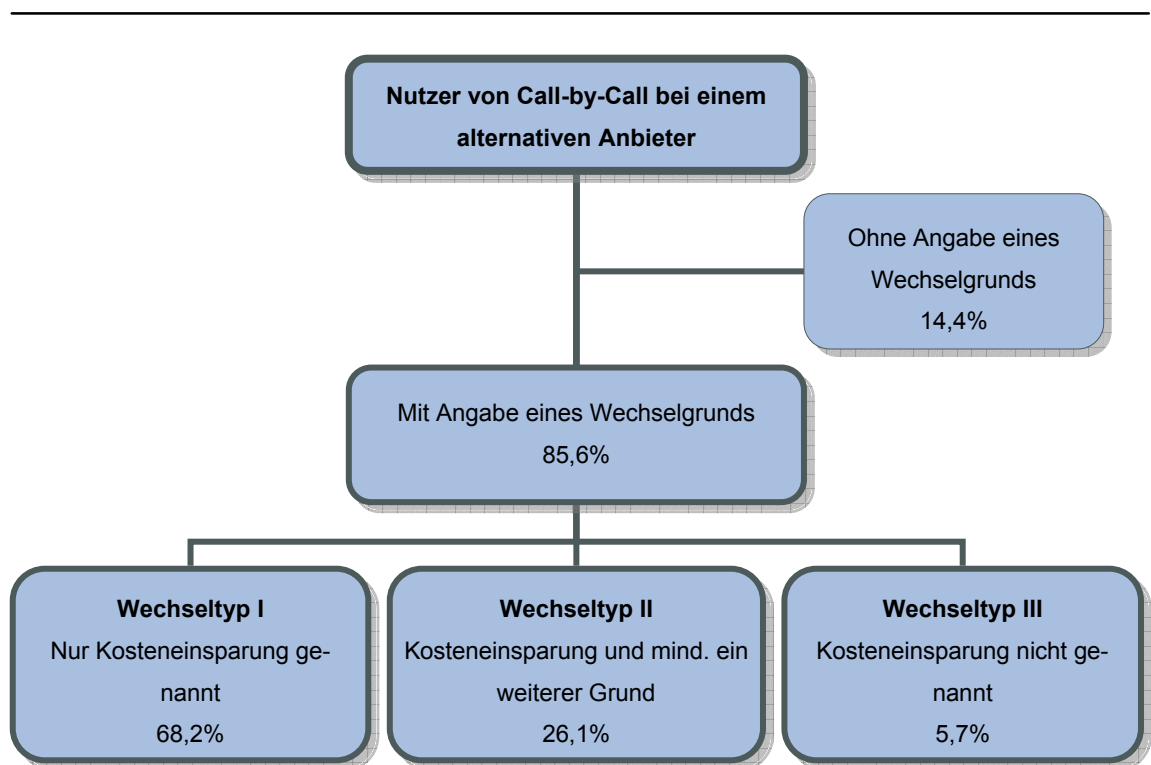 Nutzer von Call-by-Call bei einem
alternativen Anbieter
Ohne Angabe eines
Wechselgrunds
14,4%
Mit Angabe eines Wechselgrunds
85,6%
Wechseltyp I
Nur Kosteneinsparung ge-
nannt
68,2%
Wechseltyp II
Kosteneinsparung und mind. ein
weiterer Grund
26,1%
Wechseltyp III
Kosteneinsparung nicht ge-
nannt
5,7%